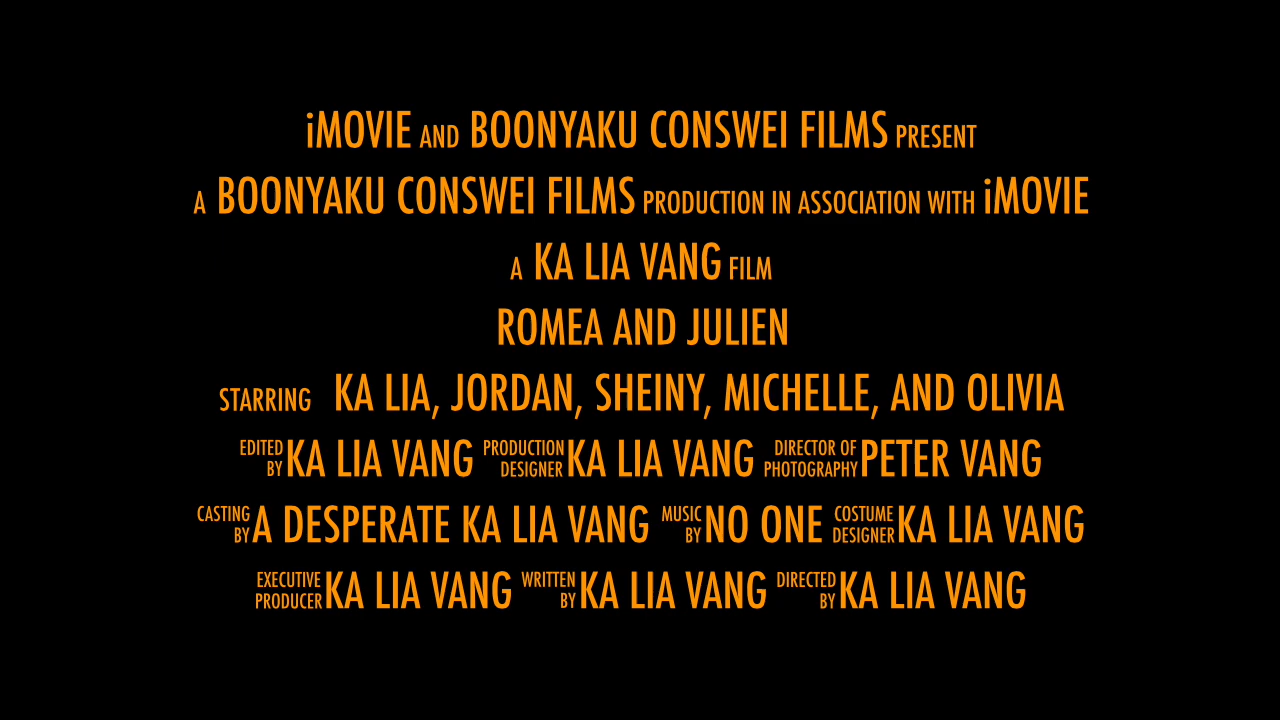 iMOVIE AND BOONYAKU CONSWEI FILMS PRESENT
A BOONYAKU CONSWEI FILMS PRODUCTION IN ASSOCIATION WITH iMOVIE
A KA LIA VANG FILM
ROMEA AND JULIEN
STARRING KA LIA, JORDAN, SHEINY, MICHELLE, AND OLIVIA
EDITED BY KA LIA VANG PRODUCTION DESIGNER KA LIA VANG DIRECTOR OF PHOTOGRAPHY PETER VANG
CASTING BY A DESPERATE KA LIA VANG MUSIC BY NO ONE COSTUME DESIGNER KA LIA VANG
EXECUTIVE PRODUCER KA LIA VANG WRITTEN BY KA LIA VANG DIRECTED BY KA LIA VANG